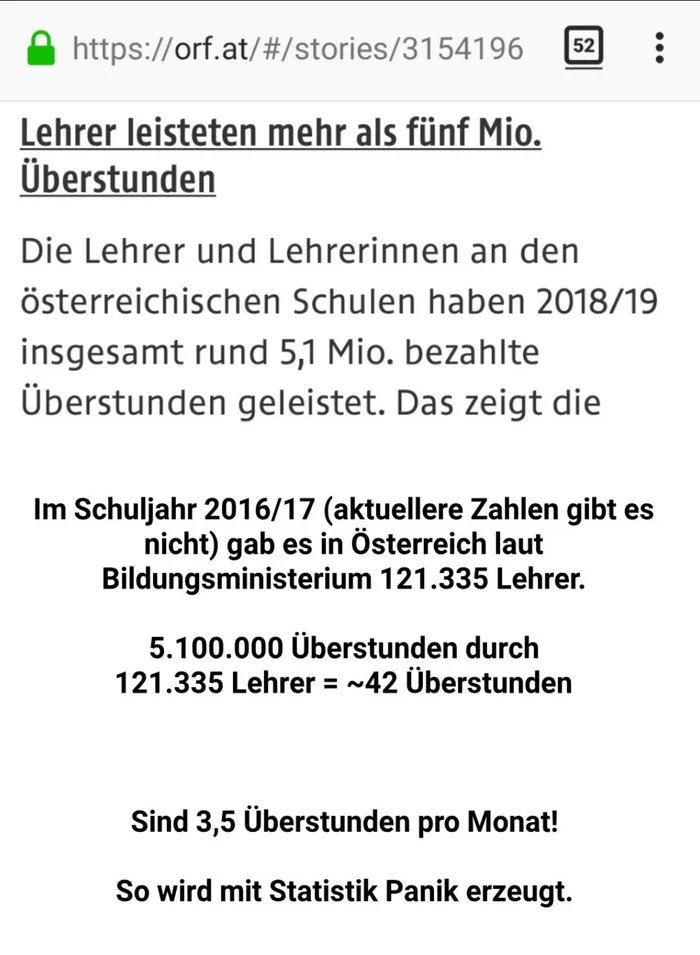 https://orf.at/#/stories/3154196
52
Lehrer leisteten mehr als fünf Mio.
Überstunden
Die Lehrer und Lehrerinnen an den
österreichischen Schulen haben 2018/19
insgesamt rund 5,1 Mio. bezahlte
Überstunden geleistet. Das zeigt die
Im Schuljahr 2016/17 (aktuellere Zahlen gibt es
nicht) gab es in Österreich laut
Bildungsministerium 121.335 Lehrer.
5.100.000 Überstunden durch
121.335 Lehrer = ~42 Überstunden
Sind 3,5 Überstunden pro Monat!
So wird mit Statistik Panik erzeugt.